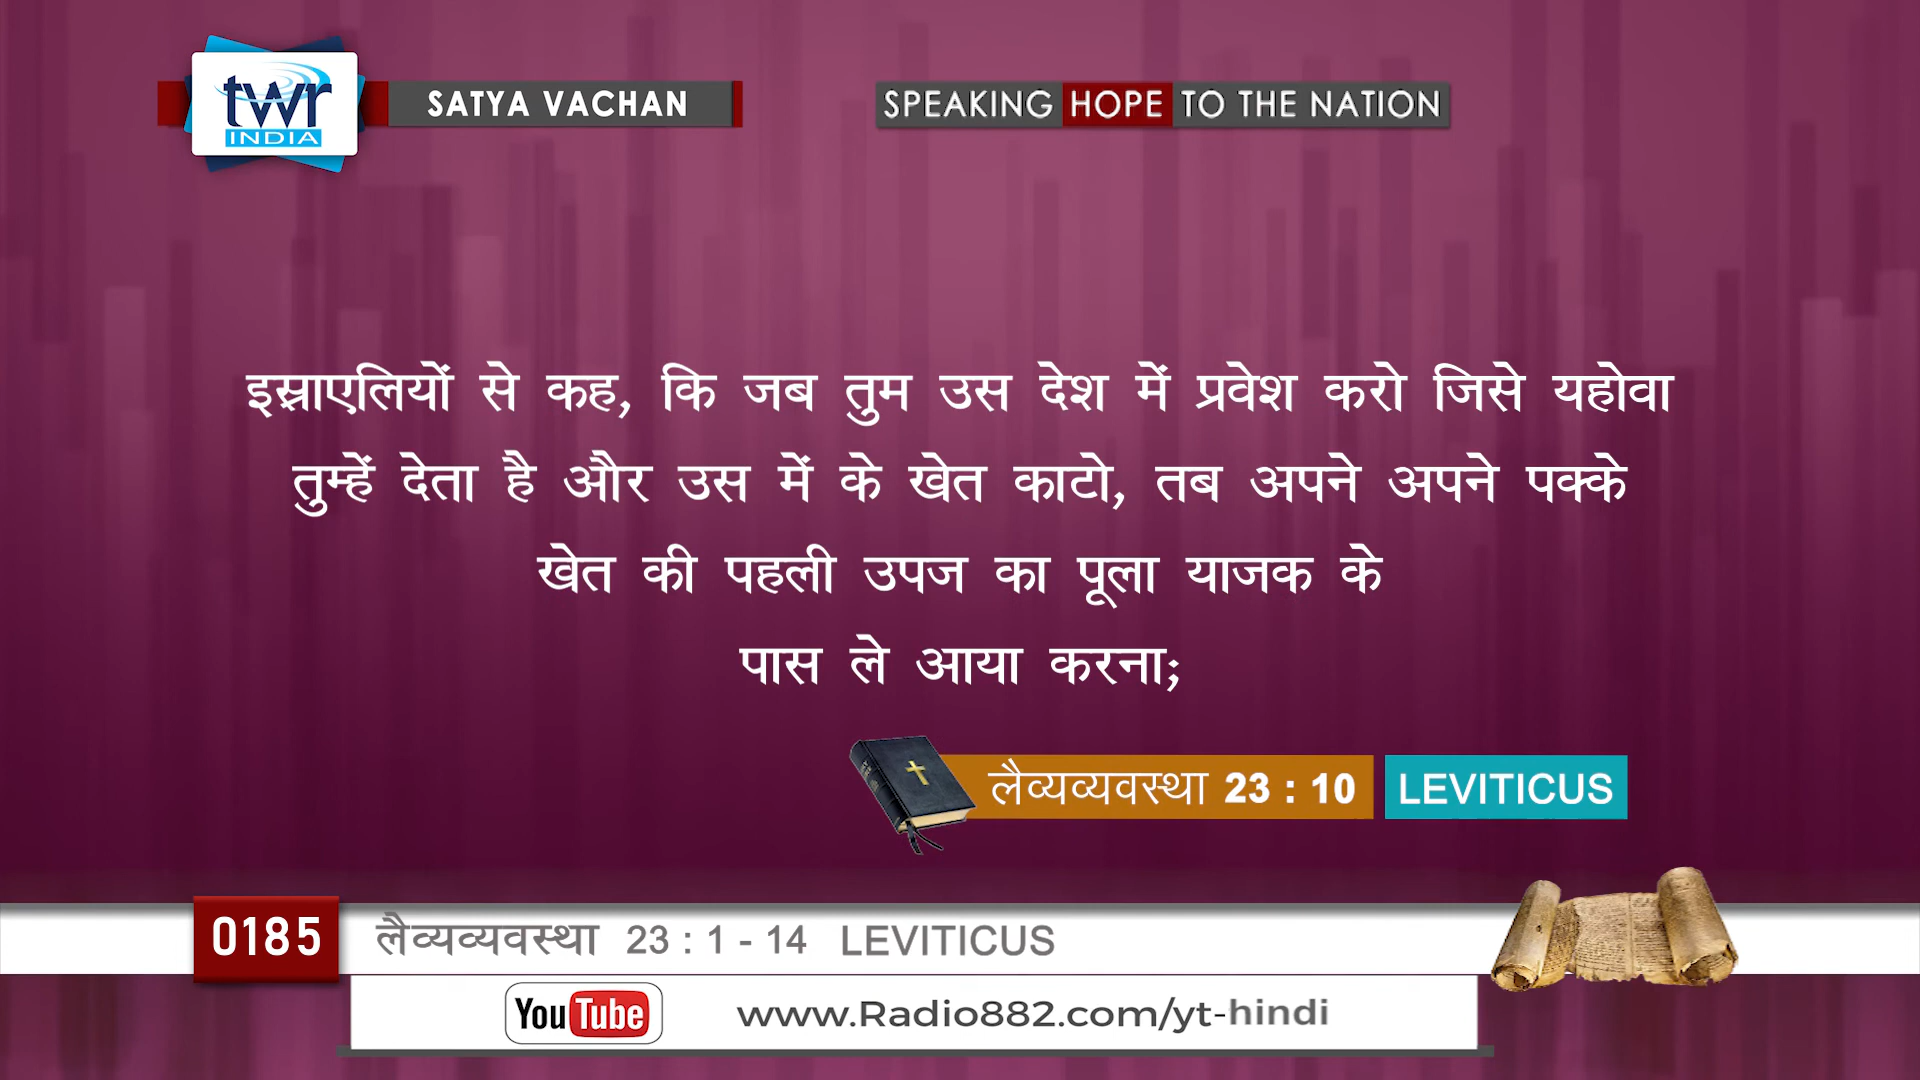 twr
INDIA
SATYA VACHAN
SPEAKING HOPE TO THE NATION
इस्राएलियों से कह, कि जब तुम उस देश में प्रवेश करो जिसे यहोवा
तुम्हें देता है और उस में के खेत काटो, तब अपने अपने पक्के
खेत की पहली उपज का पूला याजक के
पास ले आया करना;
लैव्यव्यवस्था 23 : 10
LEVITICUS
0185
लैव्यव्यवस्था 23 : 1 - 14 LEVITICUS
YouTube
www.Radio882.com/yt-hindi